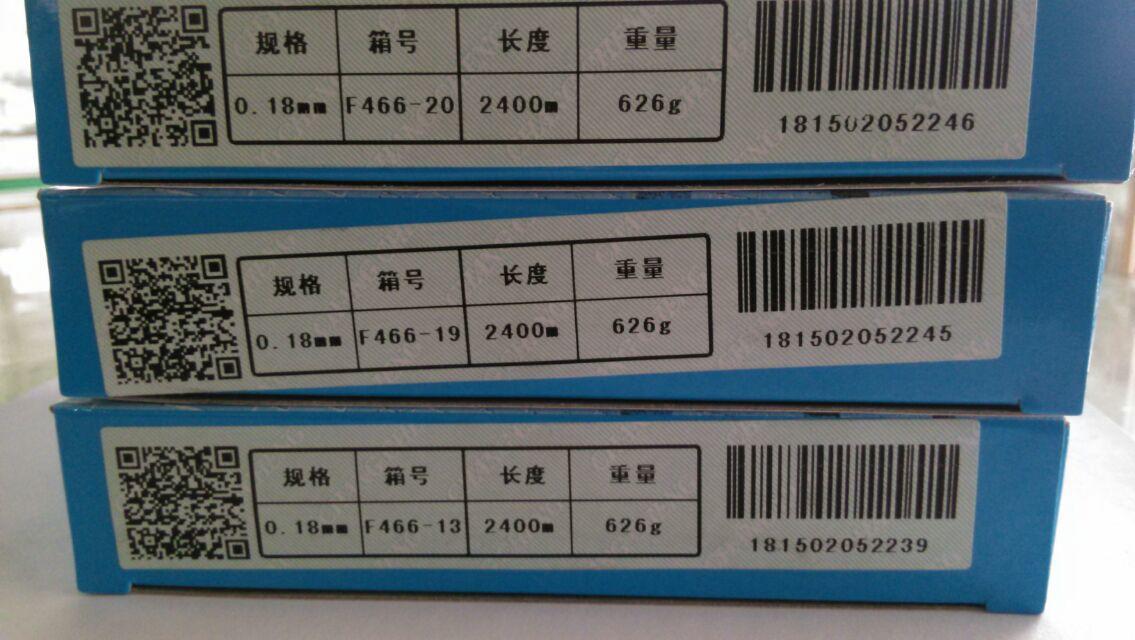 规格 箱号 长度 重量
0.18mm F466-20 2400m 626g
181502052246
规格 箱号 长度 重量
0.18mm F466-19 2400m 626g
181502052245
规格 箱号 长度 重量
0.18mm F466-13 2400m 626g
181502052239